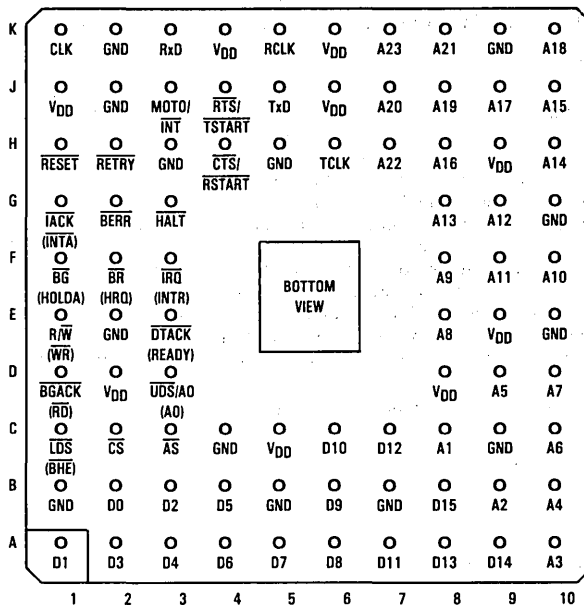 K
CLK GND RxD VDD RCLK VDD A23 A21 GND A18
J
VDD GND MOTO/ RTS/ TxD VDD A20 A19 A17 A15
INT TSTART
H
RESET RETRY GND CTS/ GND TCLK A22 A16 VDD A14
RSTART
G
IACK BERR HALT A13 A12 GND
(INTA)
F
BG BR IRQ A9 A11 A10
(HOLDA) (HRQ) (INTR)
BOTTOM
VIEW
E
R/W GND DTACK A8 VDD GND
(WR) (READY)
D
BGACK VDD UDS/A0 VDD A5 A7
(RD) (A0)
C
LDS CS AS GND VDD D10 D12 A1 GND A6
(BHE)
B
GND D0 D2 D5 GND D9 GND D15 A2 A4
A
D1 D3 D4 D6 D7 D8 D11 D13 D14 A3
1 2 3 4 5 6 7 8 9 10